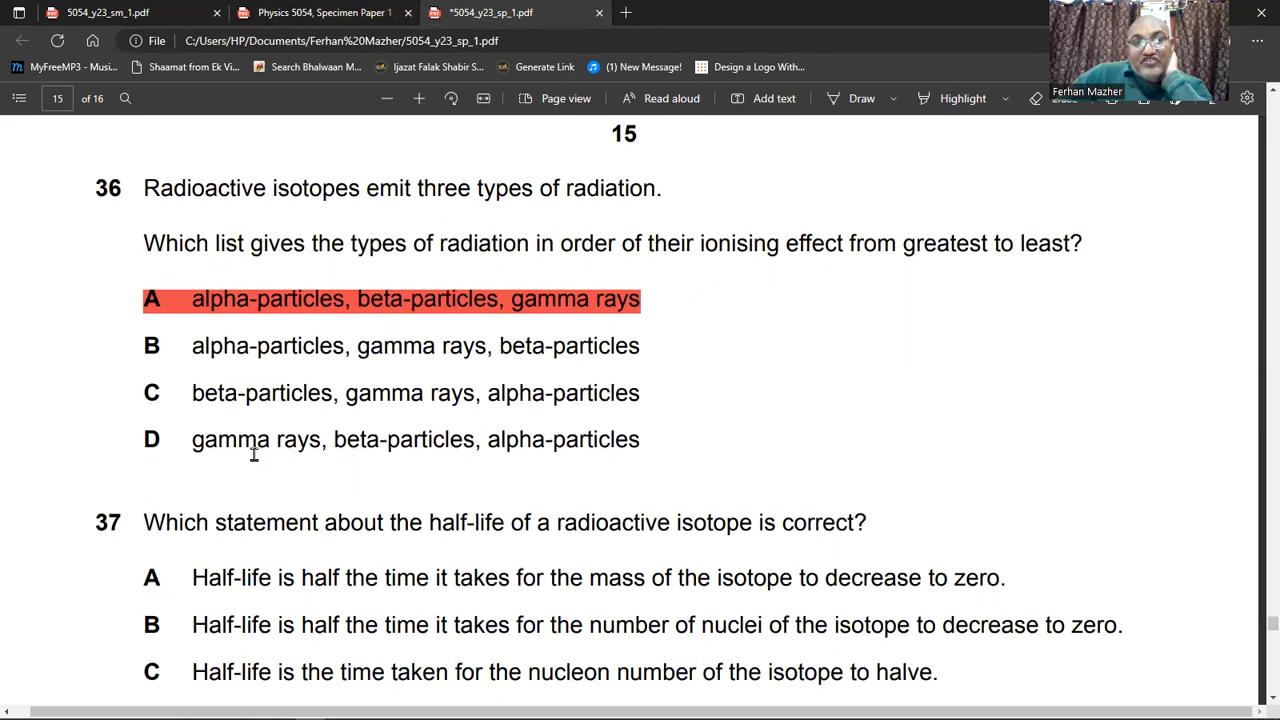 5054_y23_sm_1.pdf
Physics 5054, Specimen Paper 1
*5054_y23_sp_1.pdf
File
C:/Users/HP/Documents/Ferhan%20Mazher/5054_y23_sp_1.pdf
MyFreeMP3 - Musi...
Shaamat from Ek Vi...
Search Bhalwaan M...
Ijazat Falak Shabir S...
Generate Link
(1) New Message!
Design a Logo With...
15 of 16
Page view
Read aloud
Add text
Draw
Highlight
Ferhan Mazher
15
36 Radioactive isotopes emit three types of radiation.
Which list gives the types of radiation in order of their ionising effect from greatest to least?
A alpha-particles, beta-particles, gamma rays
B alpha-particles, gamma rays, beta-particles
C beta-particles, gamma rays, alpha-particles
D gamma rays, beta-particles, alpha-particles
37 Which statement about the half-life of a radioactive isotope is correct?
A Half-life is half the time it takes for the mass of the isotope to decrease to zero.
B Half-life is half the time it takes for the number of nuclei of the isotope to decrease to zero.
C Half-life is the time taken for the nucleon number of the isotope to halve.